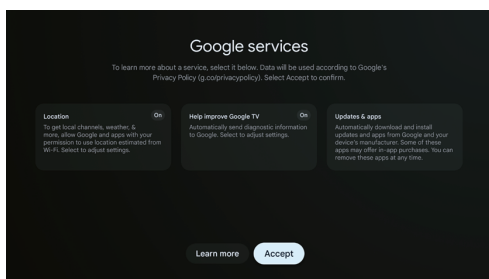 Google services
To learn more about a service, select it below. Data will be used according to Google's
Privacy Policy (g.co/privacypolicy). Select Accept to confirm.
Location
On
To get local channels, weather, &
more, allow Google and apps with your
permission to use location estimated from
Wi-Fi. Select to adjust settings.
Help improve Google TV
On
Automatically send diagnostic information
to Google. Select to adjust settings.
Updates & apps
Automatically download and install
updates and apps from Google and your
device's manufacturer. Some of these
apps may offer in-app purchases. You can
remove these apps at any time.
Learn more
Accept